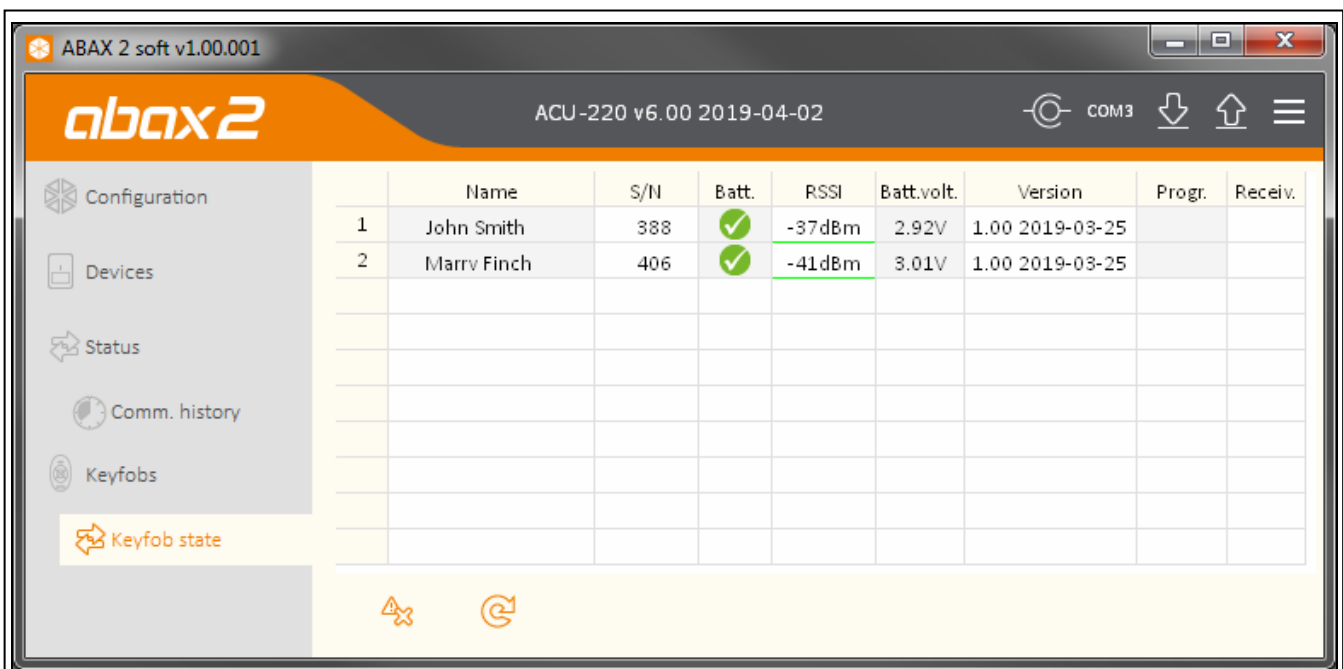 ABAX 2 soft v1.00.001
abax2 ACU-220 v6.00 2019-04-02 COM3
Configuration
Devices
Status
Comm. history
Keyfobs
Keyfob state
Name S/N Batt. RSSI Batt.volt. Version Progr. Receiv.
1 John Smith 388 -37dBm 2.92V 1.00 2019-03-25
2 Marry Finch 406 -41dBm 3.01V 1.00 2019-03-25